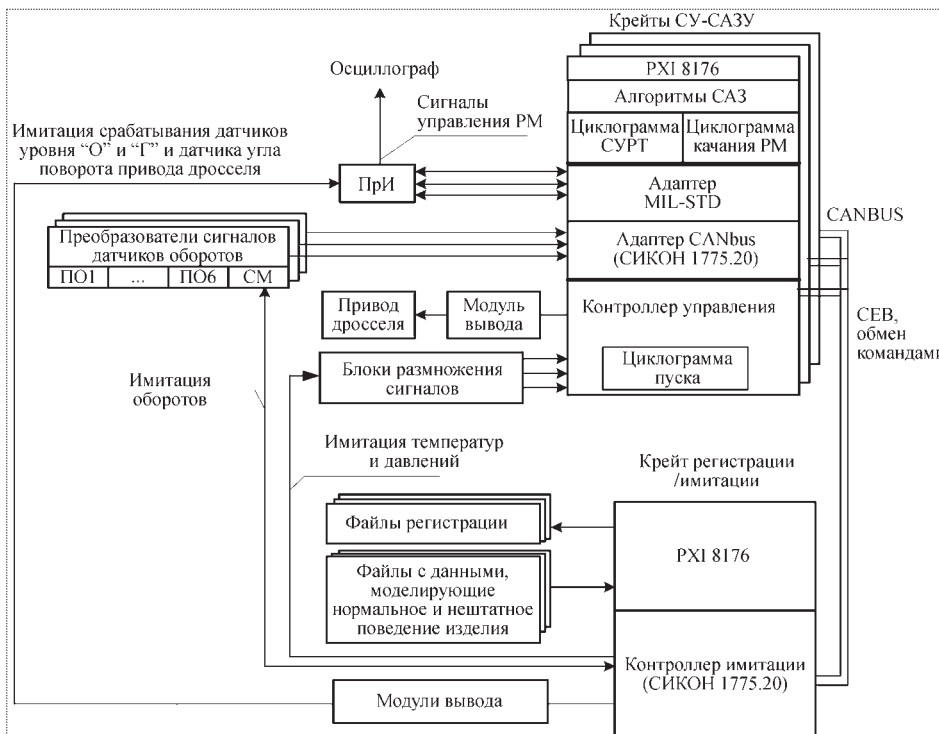 Крейты СУ-САЗУ
Осциллограф
PXI 8176
Алгоритмы САЗ
Сигналы
управления РМ
Имитация срабатывания датчиков
уровня “О” и “Г” и датчика угла
поворота привода дросселя
Циклограмма
СУРТ
Циклограмма
качания РМ
ПрИ
Адаптер
MIL-STD
CANBUS
Преобразователи сигналов
датчиков оборотов
ПО1
...
ПО6
СМ
Адаптер CANbus
(СИКОН 1775.20)
Привод
дросселя
Модуль
вывода
Контроллер управления
СЕВ,
обмен
командами
Блоки размножения
сигналов
Циклограмма
пуска
Имитация
оборотов
Имитация температур
и давлений
Крейт регистрации
/имитации
Файлы регистрации
PXI 8176
Файлы с данными,
моделирующие
нормальное и нештатное
поведение изделия
Контроллер имитации
(СИКОН 1775.20)
Модули вывода